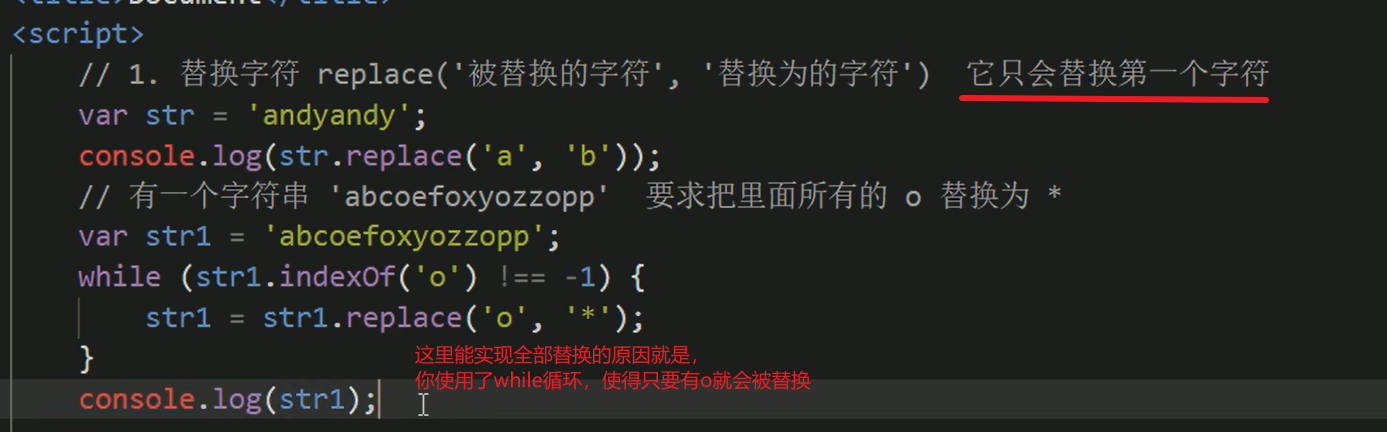 <title>Document</title>
<script>
// 1. 替换字符 replace('被替换的字符', '替换为的字符')  它只会替换第一个字符
var str = 'andyandy';
console.log(str.replace('a', 'b'));
// 有一个字符串 'abcoefoxyozzopp'  要求把里面所有的 o 替换为 *
var str1 = 'abcoefoxyozzopp';
while (str1.indexOf('o') !== -1) {
str1 = str1.replace('o', '*');
}
这里能实现全部替换的原因就是，
你使用了while循环，使得只要有o就会被替换
console.log(str1);